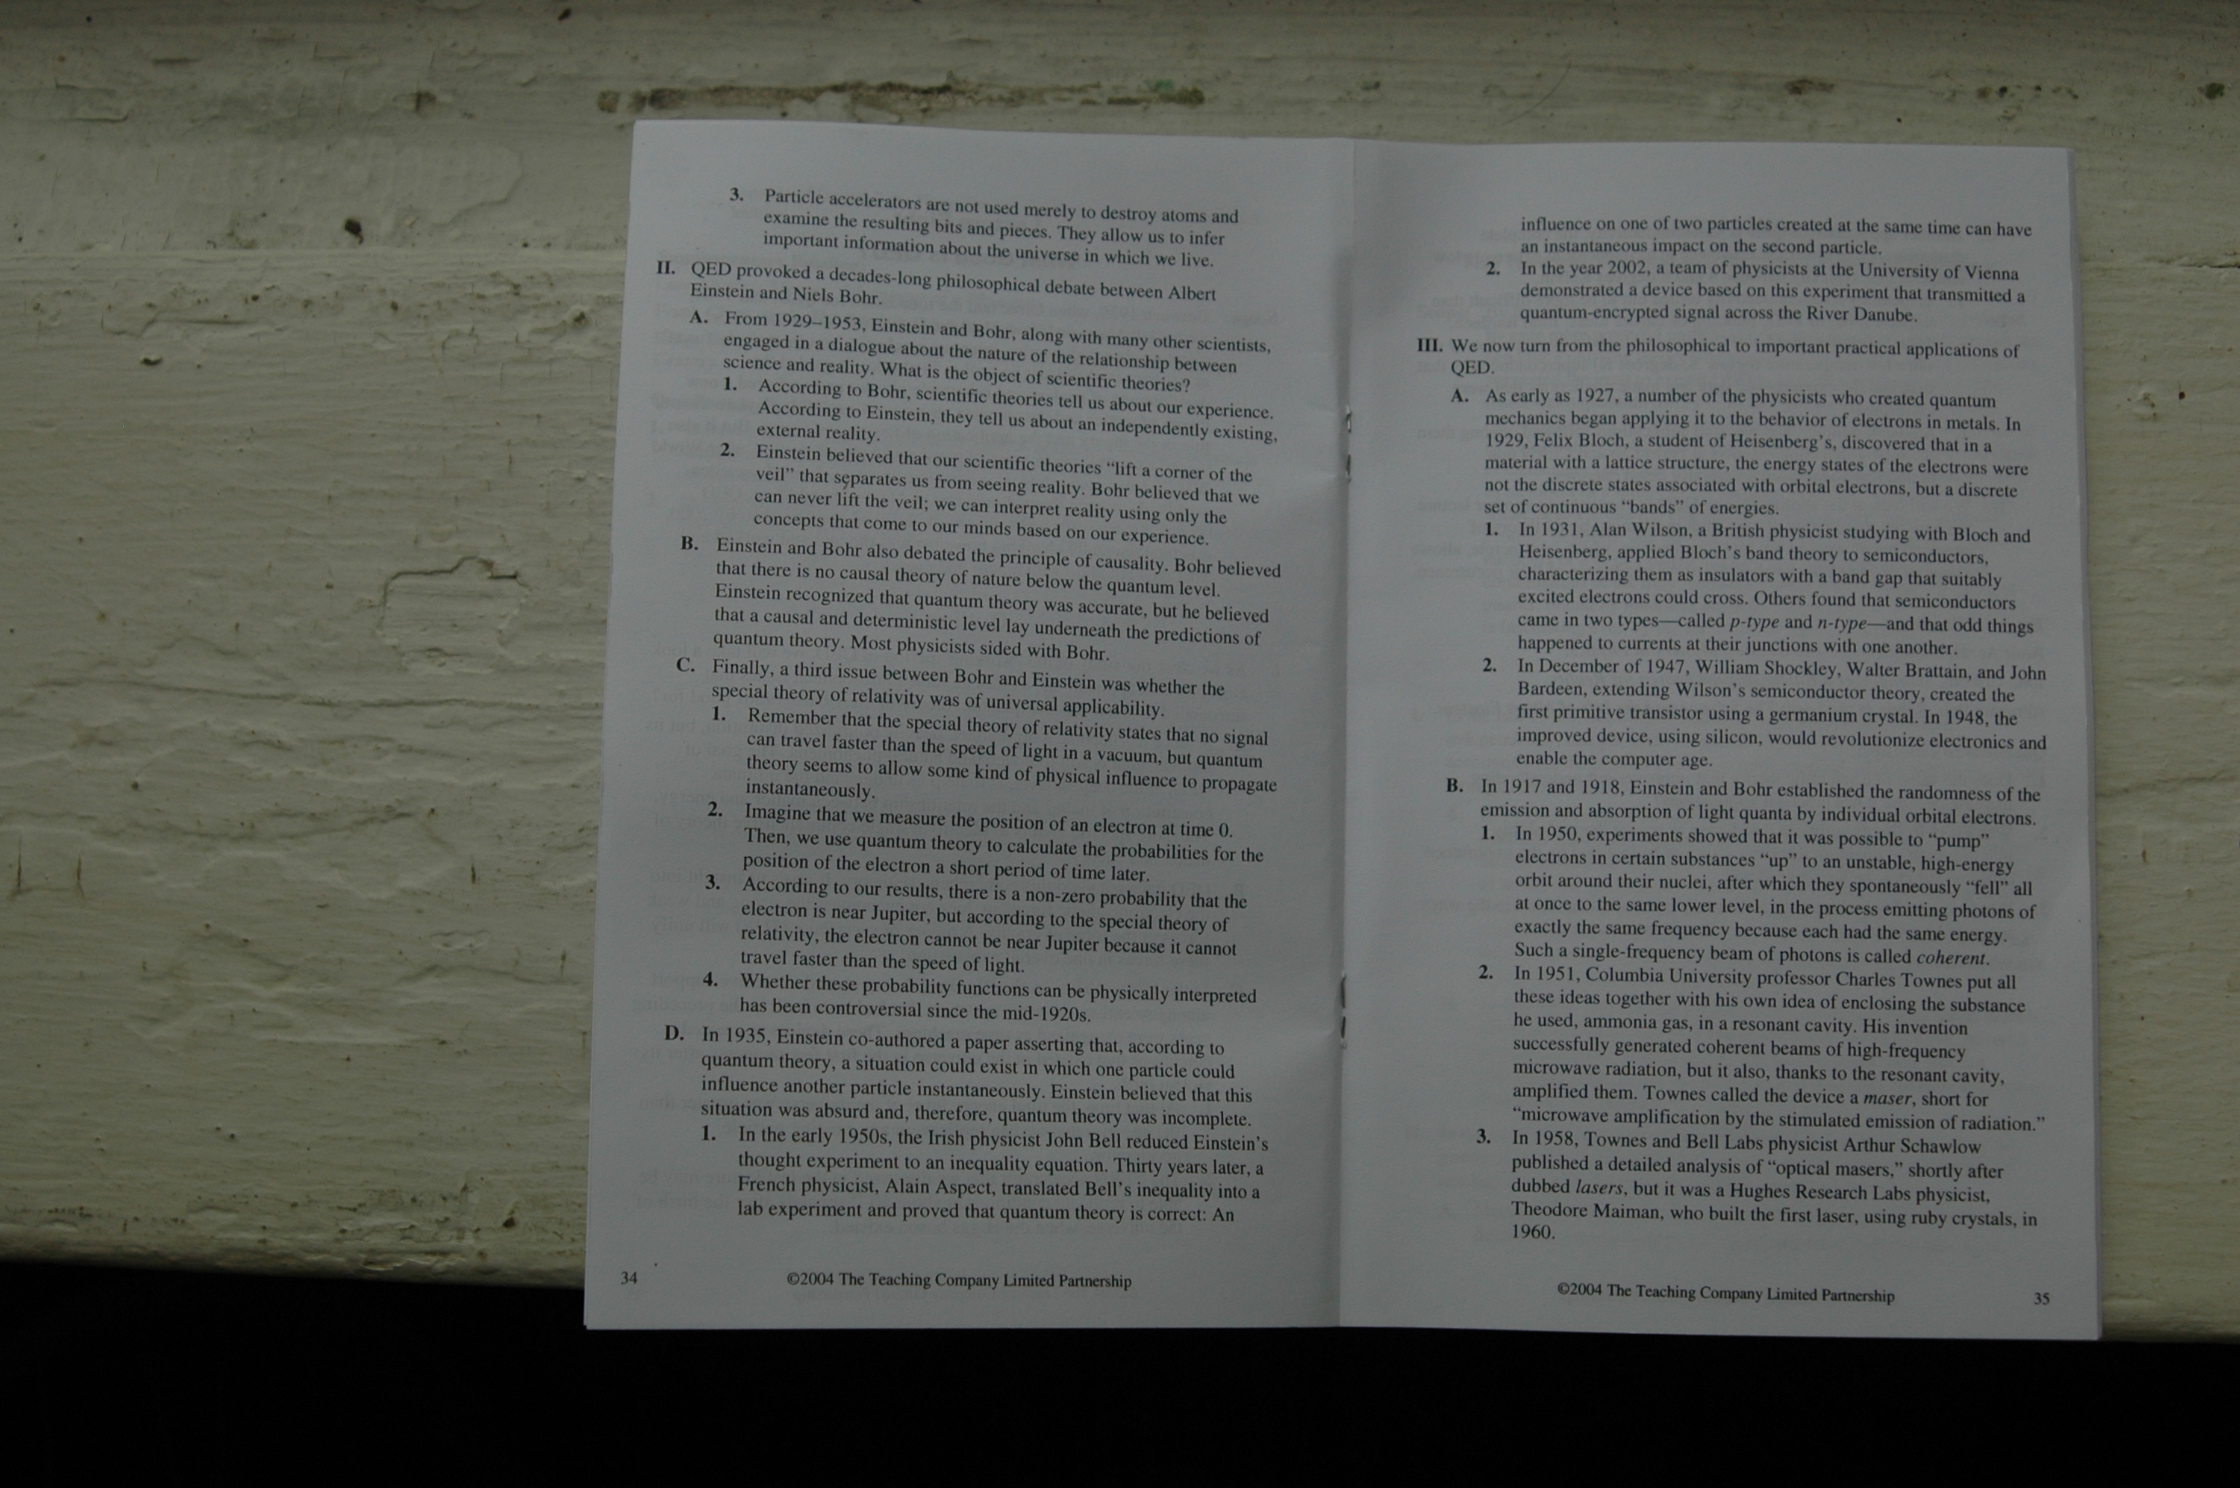 3. Particle accelerators are not used merely to destroy atoms and
examine the resulting bits and pieces. They allow us to infer
important information about the universe in which we live.
II. QED provoked a decades-long philosophical debate between Albert
Einstein and Niels Bohr.
A. From 1929–1953, Einstein and Bohr, along with many other scientists,
engaged in a dialogue about the nature of the relationship between
science and reality. What is the object of scientific theories?
1. According to Bohr, scientific theories tell us about our experience.
According to Einstein, they tell us about an independently existing,
external reality.
2. Einstein believed that our scientific theories “lift a corner of the
veil” that separates us from seeing reality. Bohr believed that we
can never lift the veil; we can interpret reality using only the
concepts that come to our minds based on our experience.
B. Einstein and Bohr also debated the principle of causality. Bohr believed
that there is no causal theory of nature below the quantum level.
Einstein recognized that quantum theory was accurate, but he believed
that a causal and deterministic level lay underneath the predictions of
quantum theory. Most physicists sided with Bohr.
C. Finally, a third issue between Bohr and Einstein was whether the
special theory of relativity was of universal applicability.
1. Remember that the special theory of relativity states that no signal
can travel faster than the speed of light in a vacuum, but quantum
theory seems to allow some kind of physical influence to propagate
instantaneously.
2. Imagine that we measure the position of an electron at time 0.
Then, we use quantum theory to calculate the probabilities for the
position of the electron a short period of time later.
3. According to our results, there is a non-zero probability that the
electron is near Jupiter, but according to the special theory of
relativity, the electron cannot be near Jupiter because it cannot
travel faster than the speed of light.
4. Whether these probability functions can be physically interpreted
has been controversial since the mid-1920s.
D. In 1935, Einstein co-authored a paper asserting that, according to
quantum theory, a situation could exist in which one particle could
influence another particle instantaneously. Einstein believed that this
situation was absurd and, therefore, quantum theory was incomplete.
1. In the early 1950s, the Irish physicist John Bell reduced Einstein’s
thought experiment to an inequality equation. Thirty years later, a
French physicist, Alain Aspect, translated Bell’s inequality into a
lab experiment and proved that quantum theory is correct: An
34 ©2004 The Teaching Company Limited Partnership
influence on one of two particles created at the same time can have
an instantaneous impact on the second particle.
2. In the year 2002, a team of physicists at the University of Vienna
demonstrated a device based on this experiment that transmitted a
quantum-encrypted signal across the River Danube.
III. We now turn from the philosophical to important practical applications of
QED.
A. As early as 1927, a number of the physicists who created quantum
mechanics began applying it to the behavior of electrons in metals. In
1929, Felix Bloch, a student of Heisenberg’s, discovered that in a
material with a lattice structure, the energy states of the electrons were
not the discrete states associated with orbital electrons, but a discrete
set of continuous “bands” of energies.
1. In 1931, Alan Wilson, a British physicist studying with Bloch and
Heisenberg, applied Bloch’s band theory to semiconductors,
characterizing them as insulators with a band gap that suitably
excited electrons could cross. Others found that semiconductors
came in two types—called p-type and n-type—and that odd things
happened to currents at their junctions with one another.
2. In December of 1947, William Shockley, Walter Brattain, and John
Bardeen, extending Wilson’s semiconductor theory, created the
first primitive transistor using a germanium crystal. In 1948, the
improved device, using silicon, would revolutionize electronics and
enable the computer age.
B. In 1917 and 1918, Einstein and Bohr established the randomness of the
emission and absorption of light quanta by individual orbital electrons.
1. In 1950, experiments showed that it was possible to “pump”
electrons in certain substances “up” to an unstable, high-energy
orbit around their nuclei, after which they spontaneously “fell” all
at once to the same lower level, in the process emitting photons of
exactly the same frequency because each had the same energy.
Such a single-frequency beam of photons is called coherent.
2. In 1951, Columbia University professor Charles Townes put all
these ideas together with his own idea of enclosing the substance
he used, ammonia gas, in a resonant cavity. His invention
successfully generated coherent beams of high-frequency
microwave radiation, but it also, thanks to the resonant cavity,
amplified them. Townes called the device a maser, short for
“microwave amplification by the stimulated emission of radiation.”
3. In 1958, Townes and Bell Labs physicist Arthur Schawlow
published a detailed analysis of “optical masers,” shortly after
dubbed lasers, but it was a Hughes Research Labs physicist,
Theodore Maiman, who built the first laser, using ruby crystals, in
1960.
©2004 The Teaching Company Limited Partnership 35